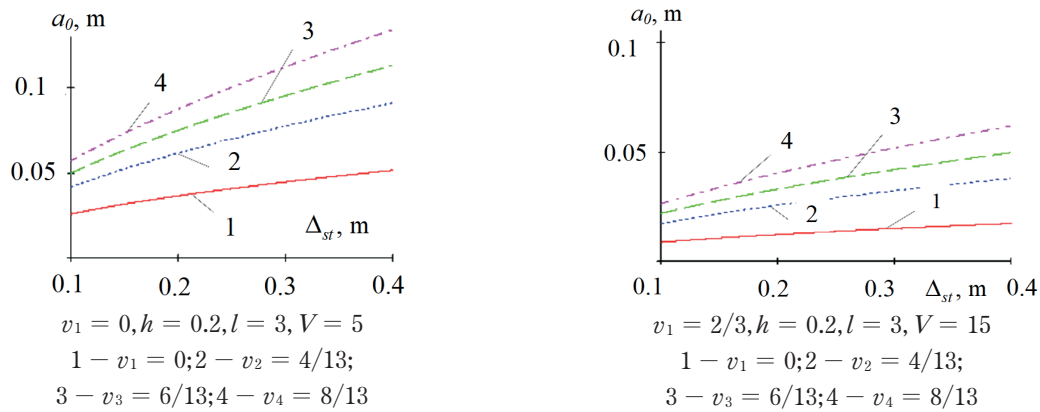 a₀, m
0.1
0.05
4
3
2
1
Δst, m
0.1 0.2 0.3 0.4
v₁ = 0, h = 0.2, l = 3, V = 5
1 − v₁ = 0; 2 − v₂ = 4/13;
3 − v₃ = 6/13; 4 − v₄ = 8/13
a₀, m
0.1
0.05
4
3
2
1
0.1 0.2 0.3 Δst, m 0.4
v₁ = 2/3, h = 0.2, l = 3, V = 15
1 − v₁ = 0; 2 − v₂ = 4/13;
3 − v₃ = 6/13; 4 − v₄ = 8/13